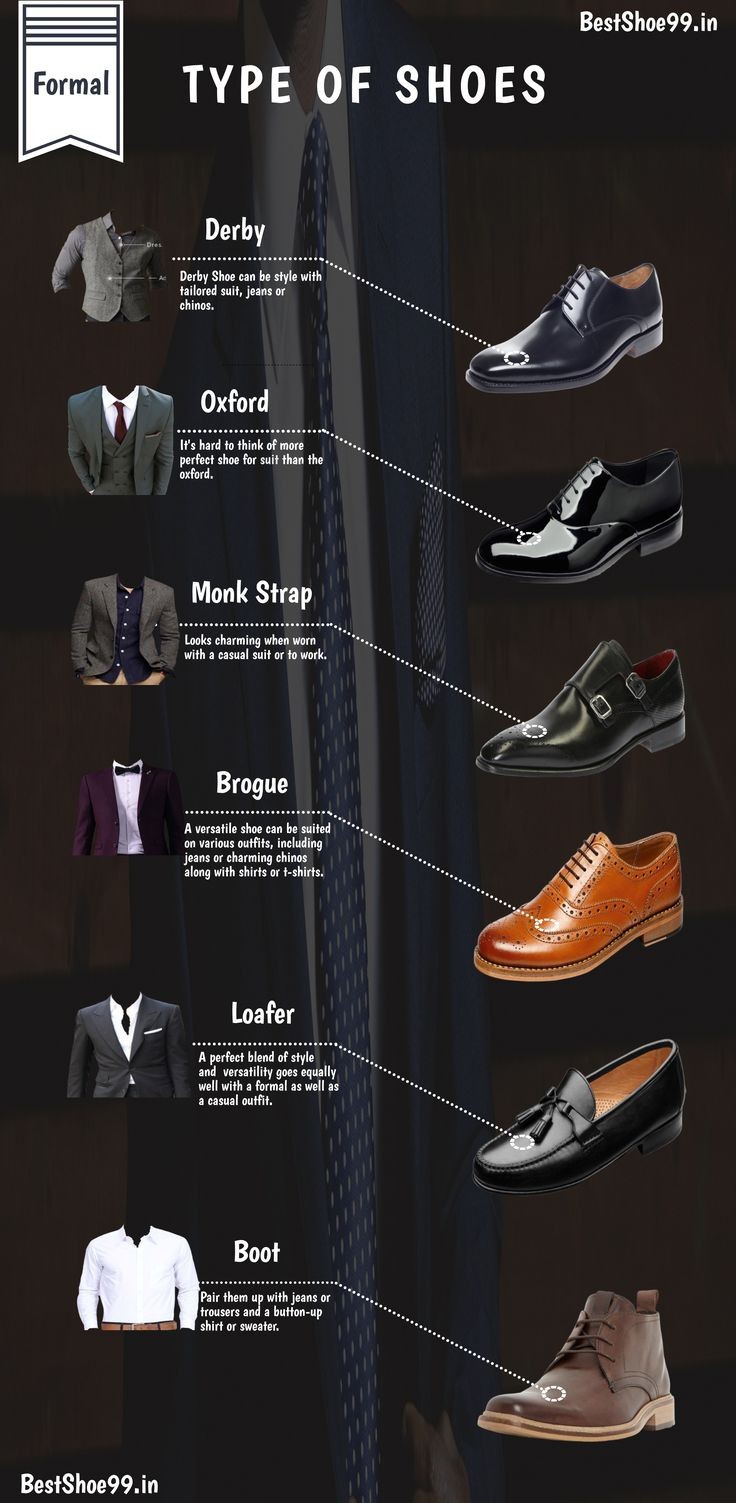 BestShoe99.in
Formal
TYPE OF SHOES
Derby
Dres
Ac
Derby Shoe can be style with
tailored suit, jeans or
chinos.
Oxford
It's hard to think of more
perfect shoe for suit than the
oxford.
Monk Strap
Looks charming when worn
with a casual suit or to work.
Brogue
A versatile shoe can be suited
on various outfits, including
jeans or charming chinos
along with shirts or t-shirts.
Loafer
A perfect blend of style
and versatility goes equally
well with a formal as well as
a casual outfit.
Boot
Pair them up with jeans or
trousers and a button-up
shirt or sweater.
BestShoe99.in